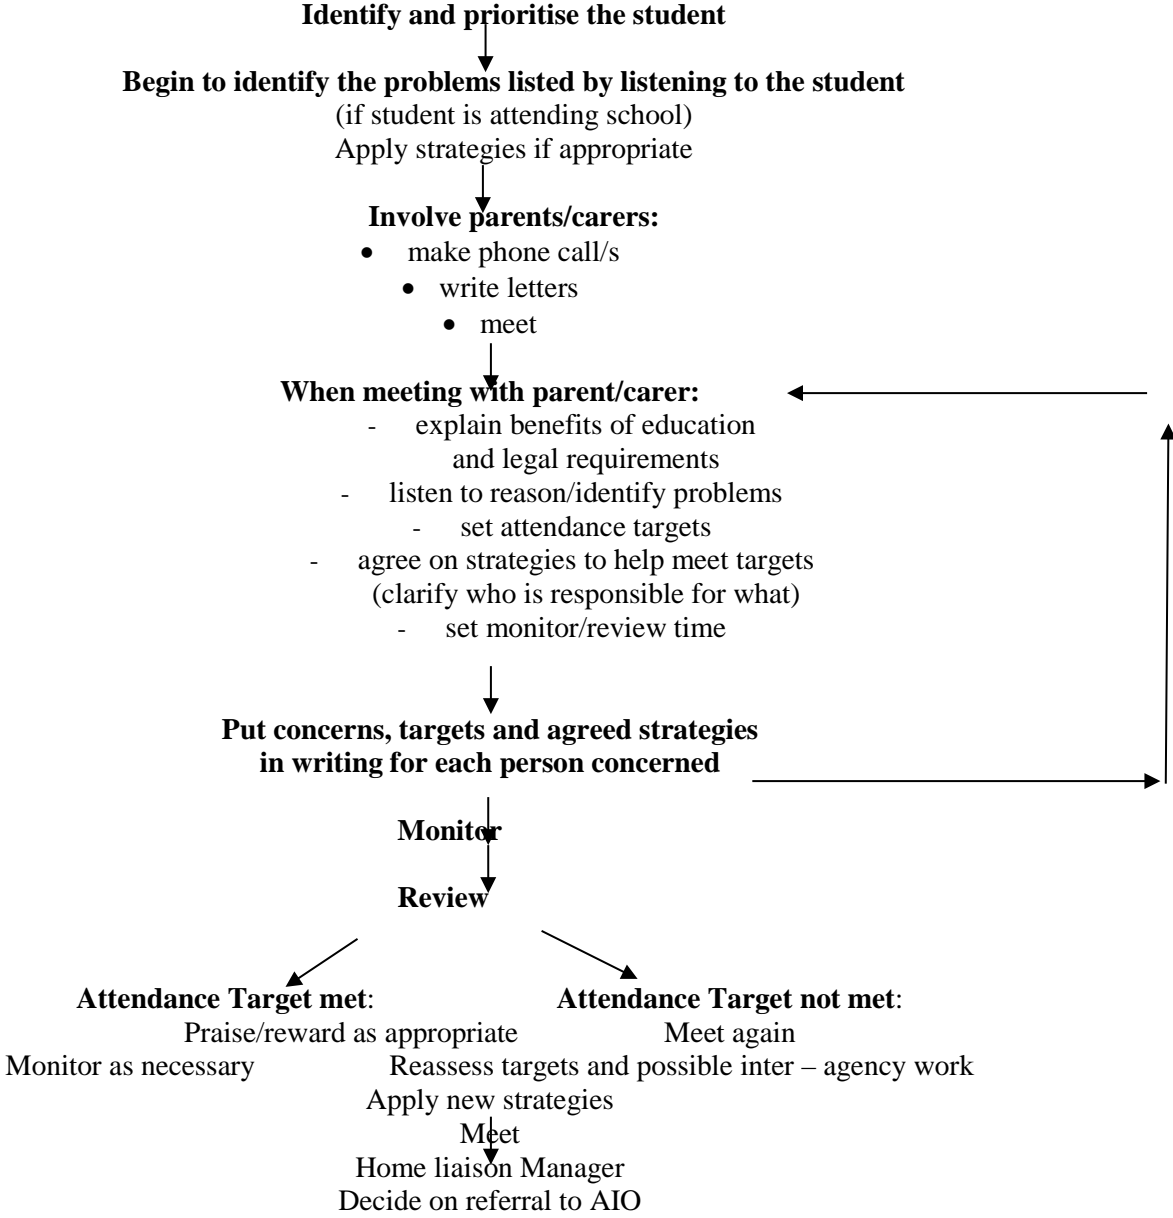 Identify and prioritise the student
Begin to identify the problems listed by listening to the student
(if student is attending school)
Apply strategies if appropriate
Involve parents/carers:
• make phone call/s
• write letters
• meet
When meeting with parent/carer:
- explain benefits of education
and legal requirements
- listen to reason/identify problems
- set attendance targets
- agree on strategies to help meet targets
(clarify who is responsible for what)
- set monitor/review time
Put concerns, targets and agreed strategies
in writing for each person concerned
Monitor
Review
Attendance Target met: Attendance Target not met:
Praise/reward as appropriate Meet again
Monitor as necessary Reassess targets and possible inter – agency work
Apply new strategies
Meet
Home liaison Manager
Decide on referral to AIO